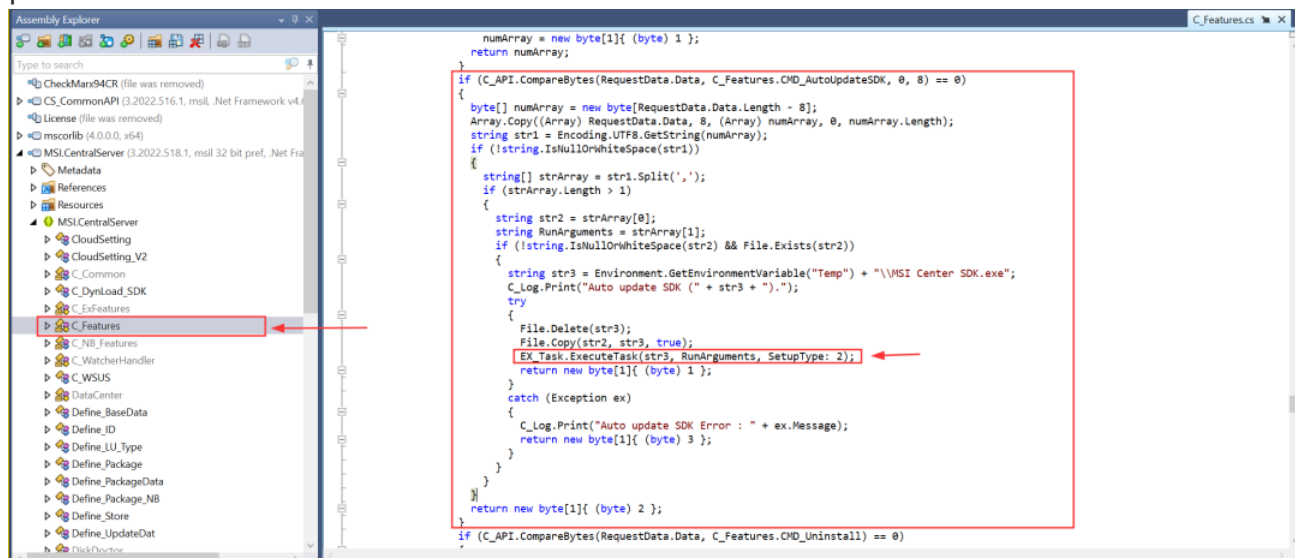 Assembly Explorer
Type to search
CheckMarx94CR (file was removed)
CS_CommonAPI (3.2022.516.1, msil, .Net Framework v4.(
License (file was removed)
mscorlib (4.0.0.0, x64)
MSI.CentralServer (3.2022.518.1, msil 32 bit pref, .Net Fra
Metadata
References
Resources
MSI.CentralServer
CloudSetting
CloudSetting_V2
C_Common
C_DynLoad_SDK
C_ExFeatures
C_Features
C_NB_Features
C_WatcherHandler
C_WSUS
DataCenter
Define_BaseData
Define_ID
Define_LU_Type
Define_Package
Define_PackageData
Define_Package_NB
Define_Store
Define_UpdateDat
DiskDoctor
C_Features.cs
numArray = new byte[1]{ (byte) 1 };
return numArray;
}
if (C_API.CompareBytes(RequestData.Data, C_Features.CMD_AutoUpdateSDK, 0, 8) == 0)
{
byte[] numArray = new byte[RequestData.Data.Length - 8];
Array.Copy((Array) RequestData.Data, 8, (Array) numArray, 0, numArray.Length);
string str1 = Encoding.UTF8.GetString(numArray);
if (!string.IsNullOrWhiteSpace(str1))
{
string[] strArray = str1.Split(',');
if (strArray.Length > 1)
{
string str2 = strArray[0];
string RunArguments = strArray[1];
if (!string.IsNullOrWhiteSpace(str2) && File.Exists(str2))
{
string str3 = Environment.GetEnvironmentVariable("Temp") + "\\MSI Center SDK.exe";
C_Log.Print("Auto update SDK (" + str3 + ").");
try
{
File.Delete(str3);
File.Copy(str2, str3, true);
EX_Task.ExecuteTask(str3, RunArguments, SetupType: 2);
return new byte[1]{ (byte) 1 };
}
catch (Exception ex)
{
C_Log.Print("Auto update SDK Error : " + ex.Message);
return new byte[1]{ (byte) 3 };
}
}
}
}
return new byte[1]{ (byte) 2 };
}
if (C_API.CompareBytes(RequestData.Data, C_Features.CMD_Uninstall) == 0)